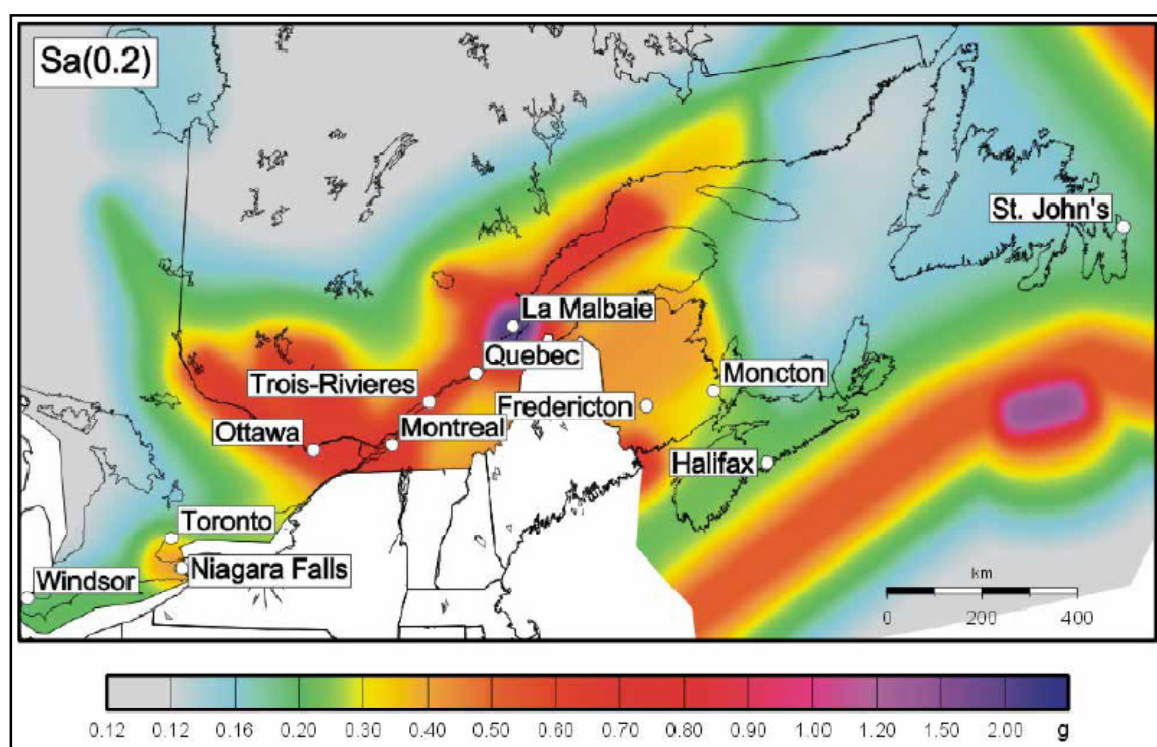 Sa(0.2)
St. John's
La Malbaie
Quebec
Trois-Rivieres
Moncton
Fredericton
Ottawa
Montreal
Halifax
Toronto
Niagara Falls
Windsor
km
0 200 400
0.12 0.12 0.16 0.20 0.30 0.40 0.50 0.60 0.70 0.80 0.90 1.00 1.20 1.50 2.00 g